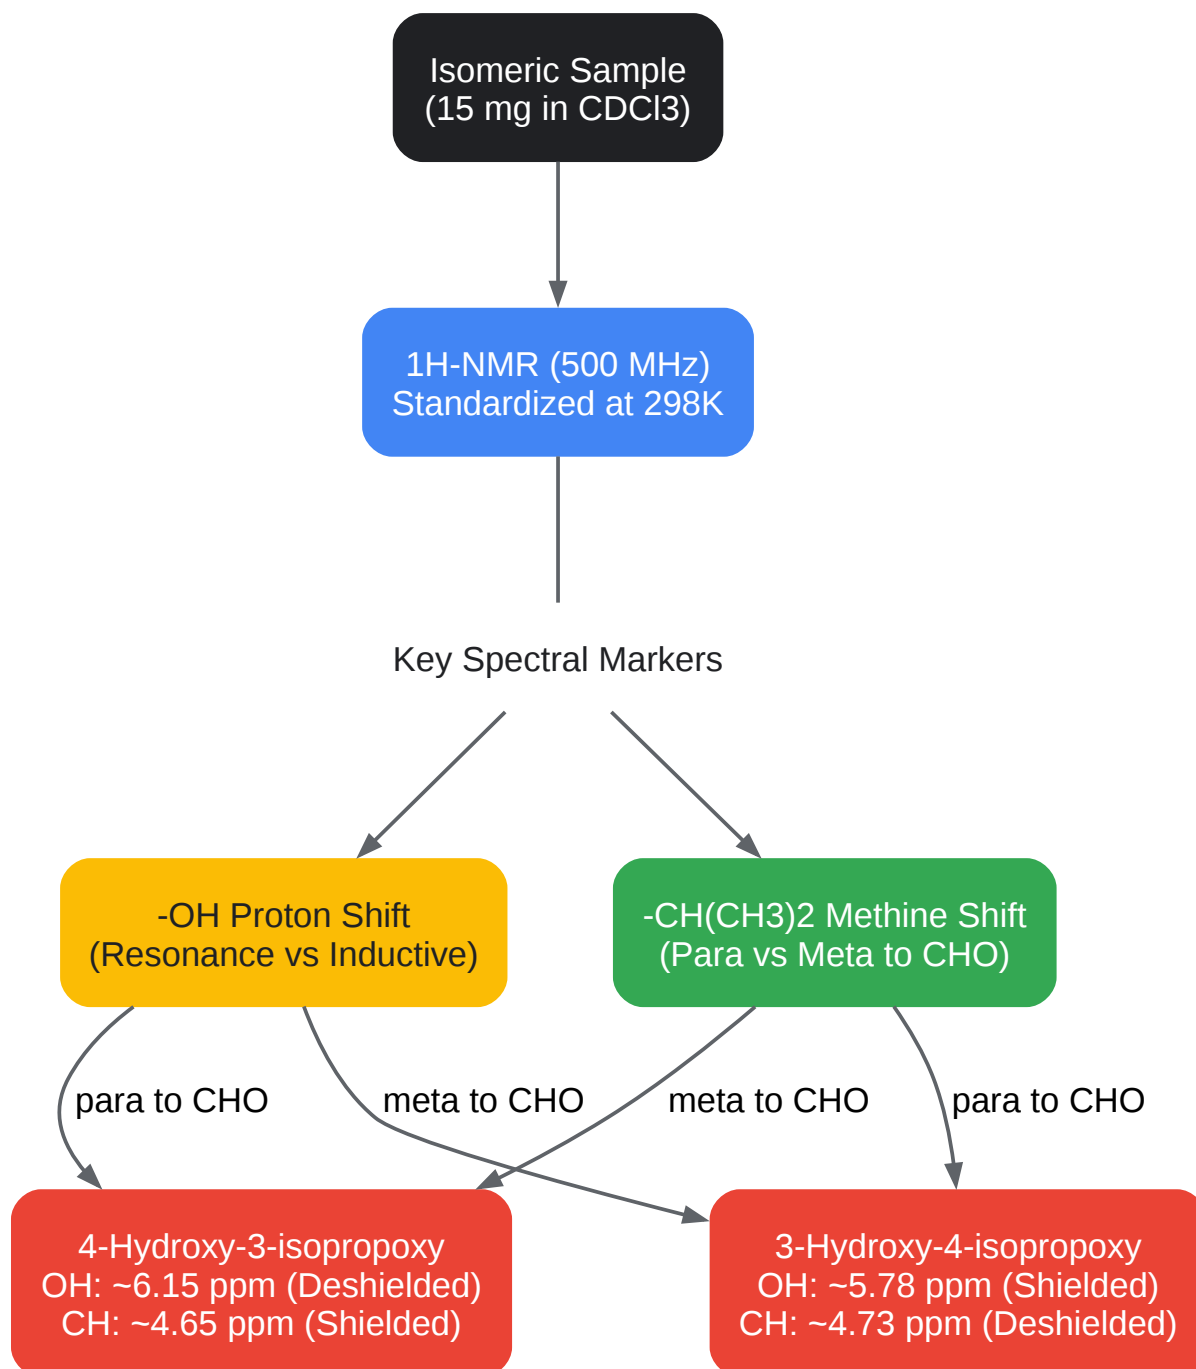 Isomeric Sample
(15 mg in CDCl3)
1H-NMR (500 MHz)
Standardized at 298K
Key Spectral Markers
-OH Proton Shift
(Resonance vs Inductive)
-CH(CH3)2 Methine Shift
(Para vs Meta to CHO)
para to CHO
meta to CHO
meta to CHO
para to CHO
4-Hydroxy-3-isopropoxy
OH: ~6.15 ppm (Deshielded)
CH: ~4.65 ppm (Shielded)
3-Hydroxy-4-isopropoxy
OH: ~5.78 ppm (Shielded)
CH: ~4.73 ppm (Deshielded)